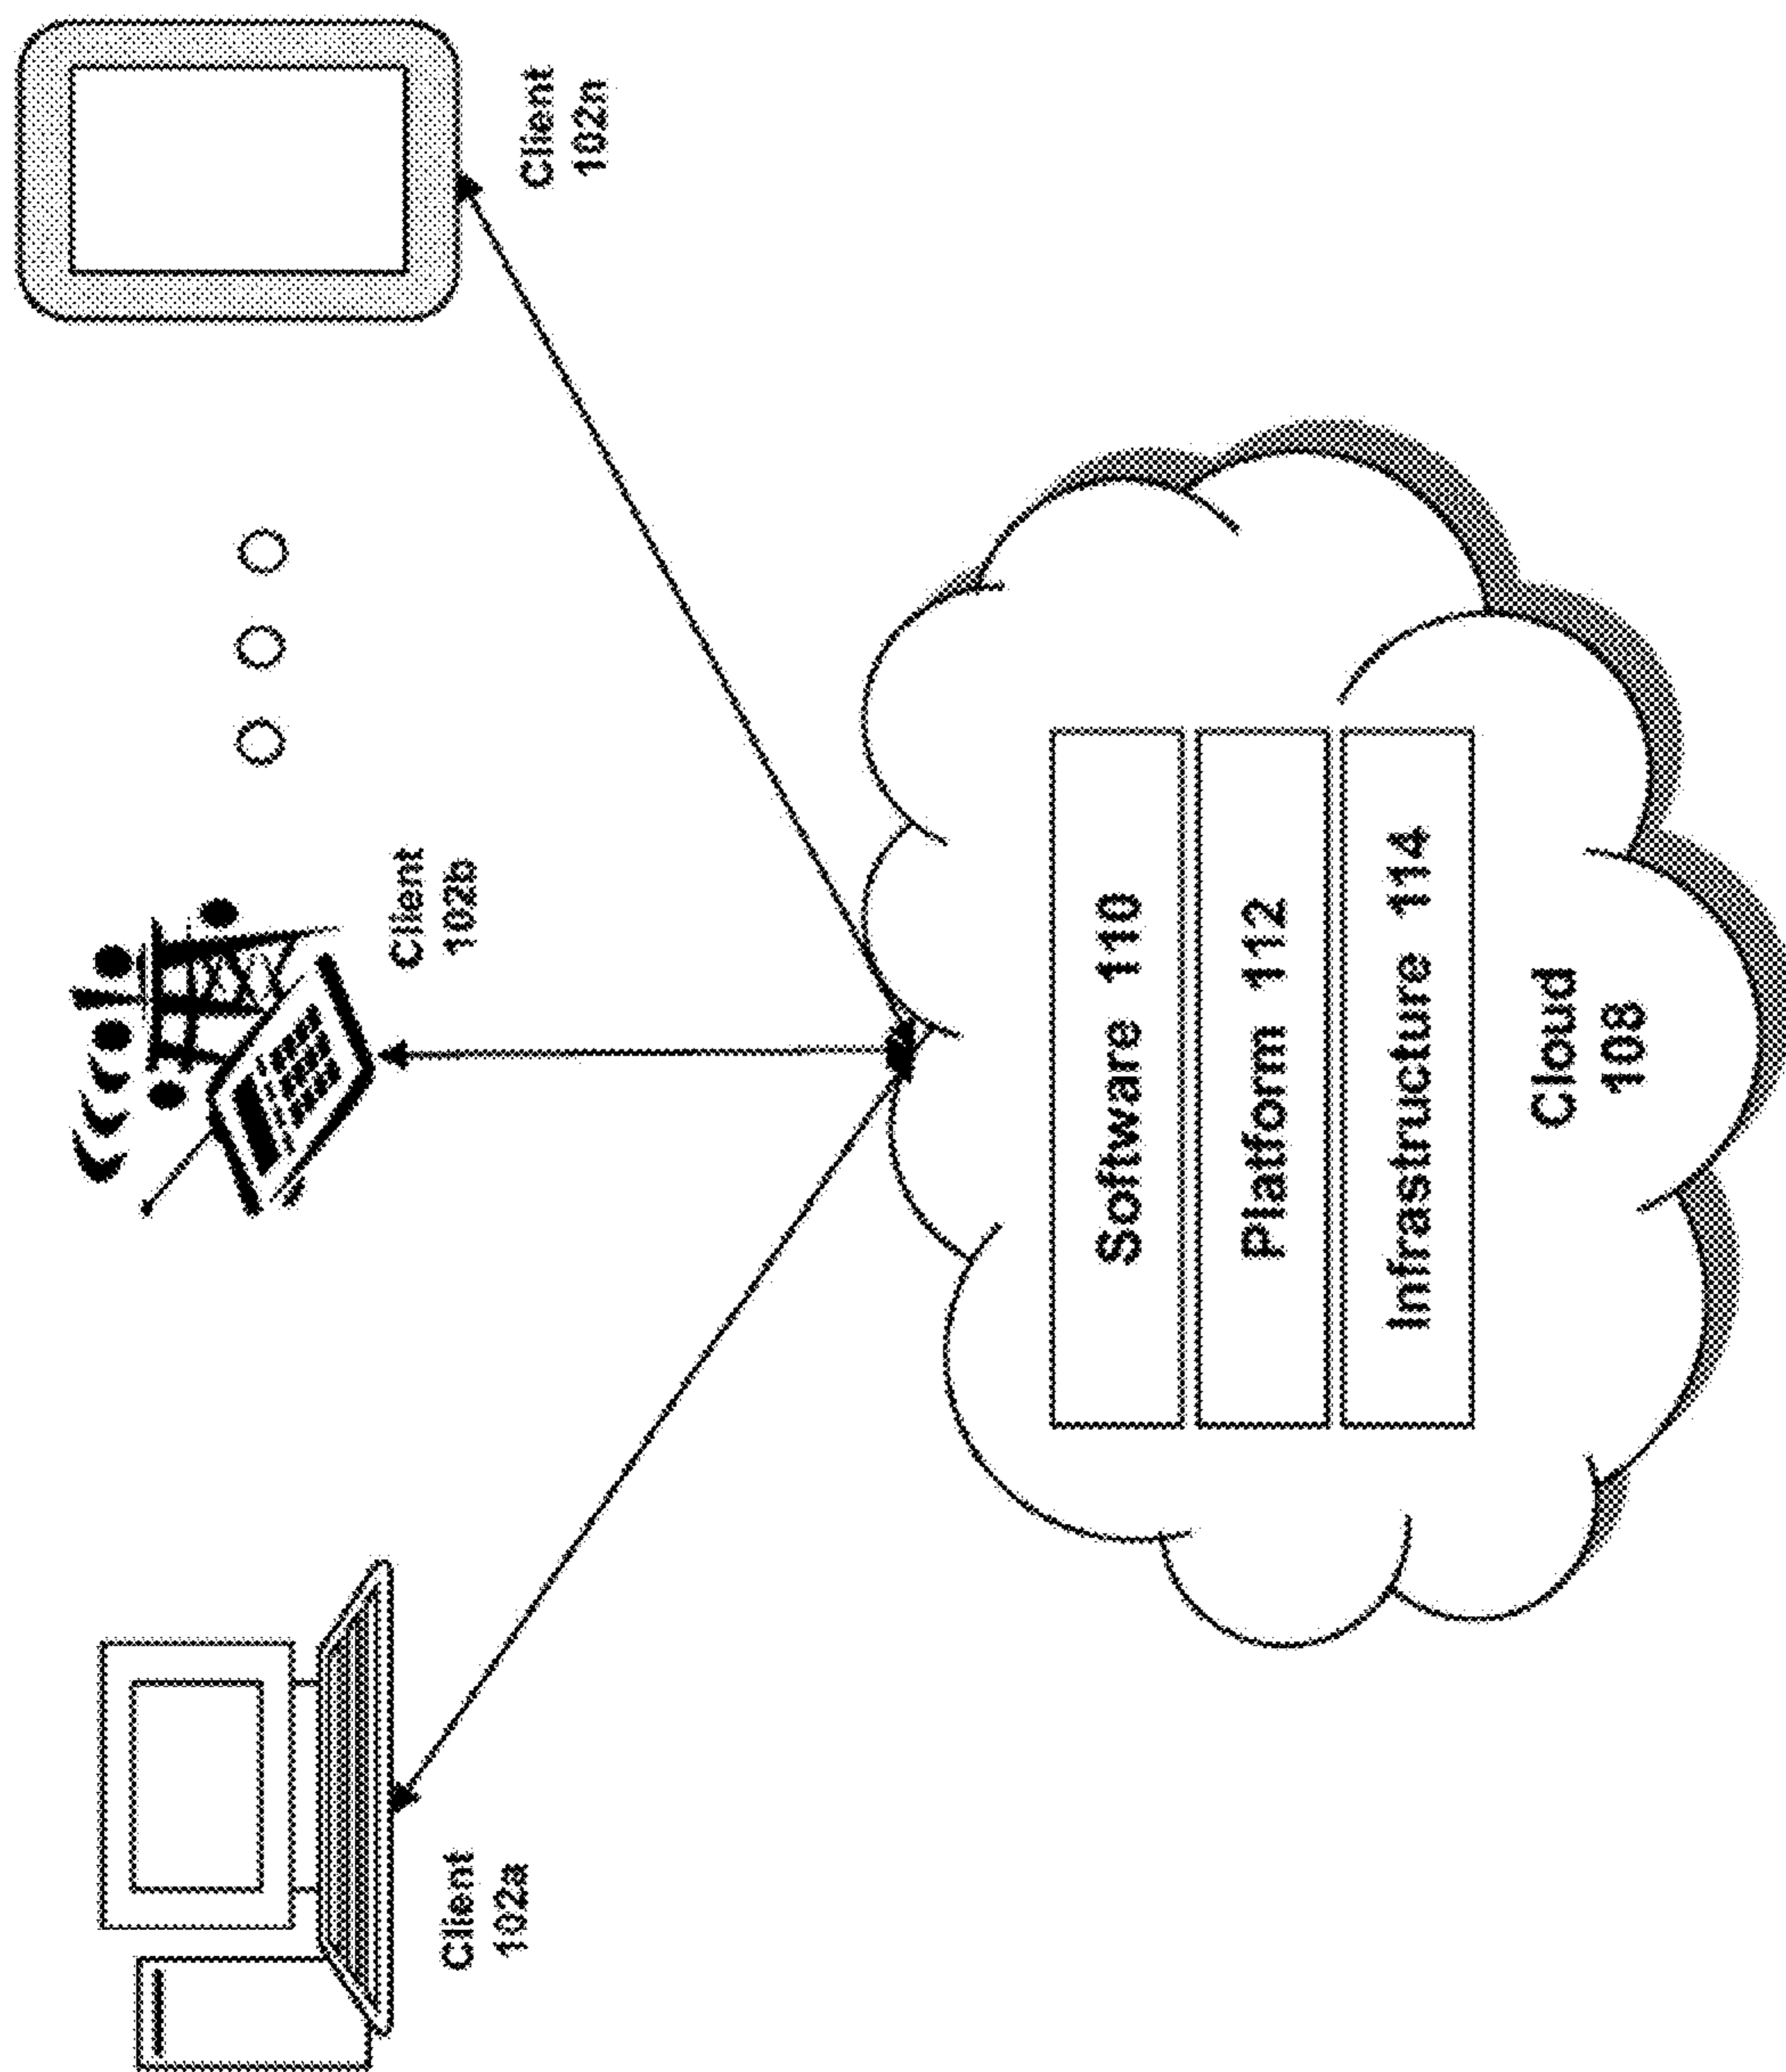 Client
102a
Client
102b
Client
102n
Software 110
Platform 112
Infrastructure 114
Cloud
108